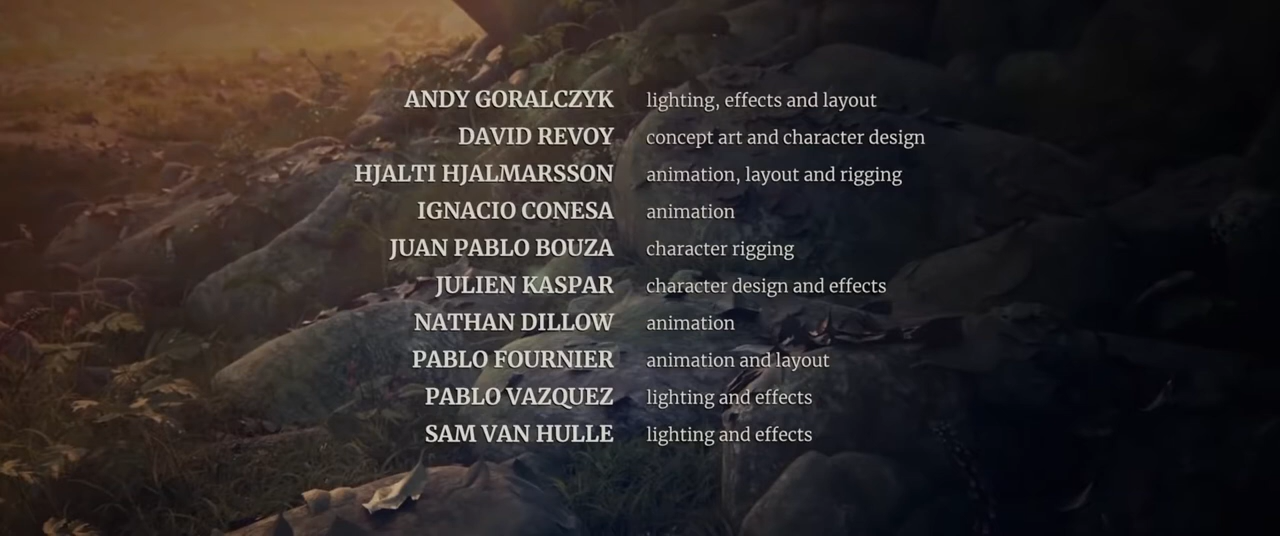 ANDY GORALCZYK lighting, effects and layout
DAVID REVOY concept art and character design
HJALTI HJALMARSSON animation, layout and rigging
IGNACIO CONESA animation
JUAN PABLO BOUZA character rigging
JULIEN KASPAR character design and effects
NATHAN DILLOW animation
PABLO FOURNIER animation and layout
PABLO VAZQUEZ lighting and effects
SAM VAN HULLE lighting and effects